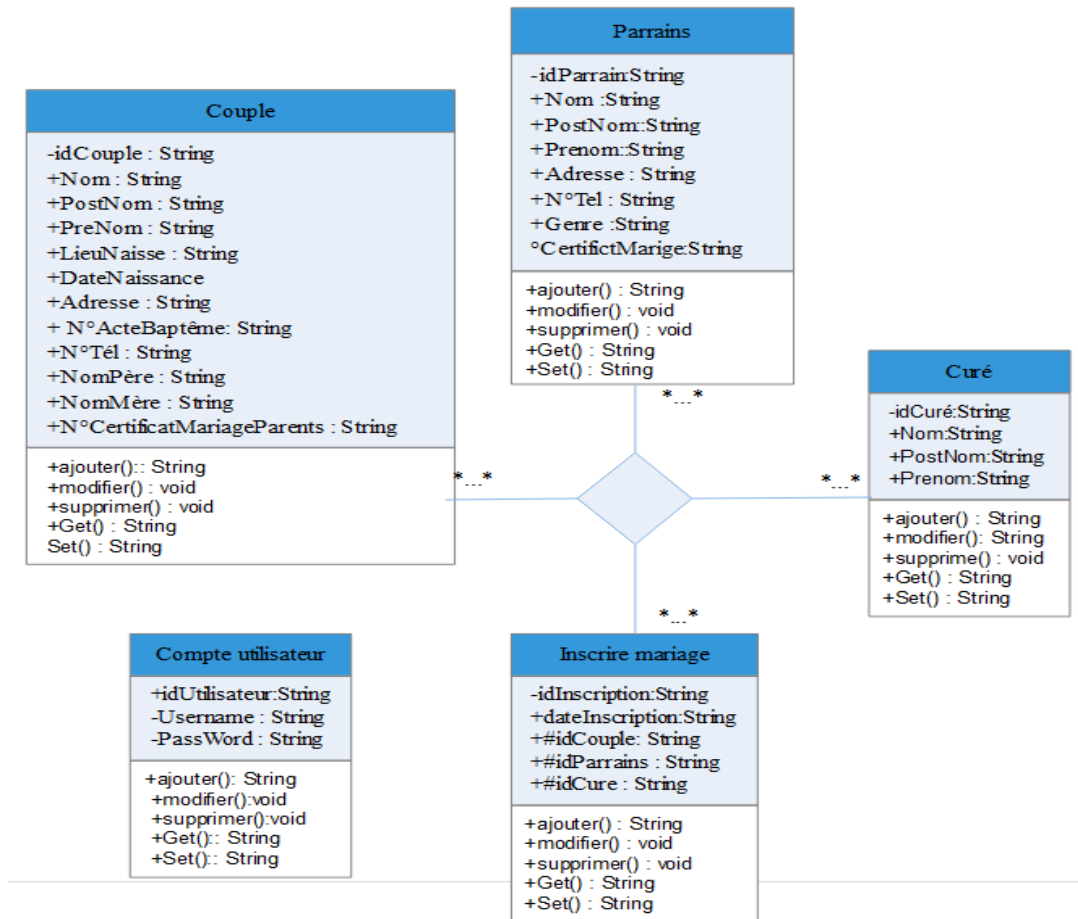 Parrains
-idParrain:String
+Nom :String
+PostNom::String
+Prenom::String
+Adresse : String
+N°Tel : String
+Genre :String
°CertifictMarige:String
+ajouter() : String
+modifier() : void
+supprimer() : void
+Get() : String
+Set() : String
*...*
Couple
-idCouple : String
+Nom : String
+PostNom : String
+PreNom : String
+LieuNaisse : String
+DateNaissance
+Adresse : String
+ N°ActeBaptême: String
+N°Tél : String
+NomPère : String
+NomMère : String
+N°CertificatMariageParents : String
+ajouter():: String
+modifier() : void
+supprimer() : void
+Get() : String
Set() : String
*...*
*...*
Curé
-idCuré:String
+Nom:String
+PostNom:String
+Prenom:String
+ajouter() : String
+modifier(): String
+supprime() : void
+Get() : String
+Set() : String
*...*
Compte utilisateur
+idUtilisateur:String
-Username : String
-PassWord : String
+ajouter(): String
+modifier():void
+supprimer():void
+Get():: String
+Set():: String
Inscrire mariage
-idInscription:String
+dateInscription:String
+#idCouple: String
+#idParrains : String
+#idCure : String
+ajouter() : String
+modifier() : void
+supprimer() : void
+Get() : String
+Set() : String